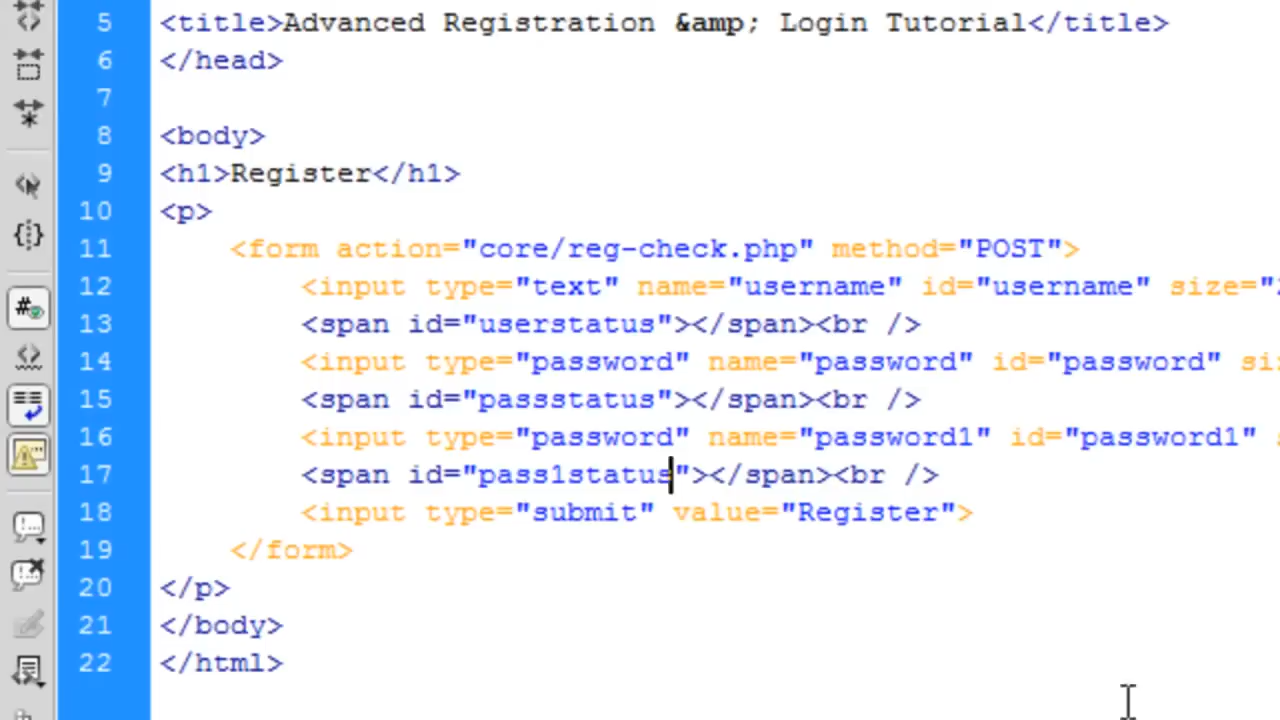 5 <title>Advanced Registration &amp; Login Tutorial</title>
6 </head>
7
8 <body>
9 <h1>Register</h1>
10 <p>
11 <form action="core/reg-check.php" method="POST">
12 <input type="text" name="username" id="username" size="
13 <span id="userstatus"></span><br />
14 <input type="password" name="password" id="password" si
15 <span id="passstatus"></span><br />
16 <input type="password" name="password1" id="password1" s
17 <span id="pass1status"></span><br />
18 <input type="submit" value="Register">
19 </form>
20 </p>
21 </body>
22 </html>